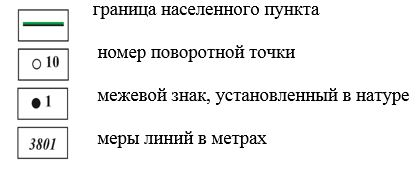 граница населенного пункта
10 номер поворотной точки
1 межевой знак, установленный в натуре
3801 меры линий в метрах